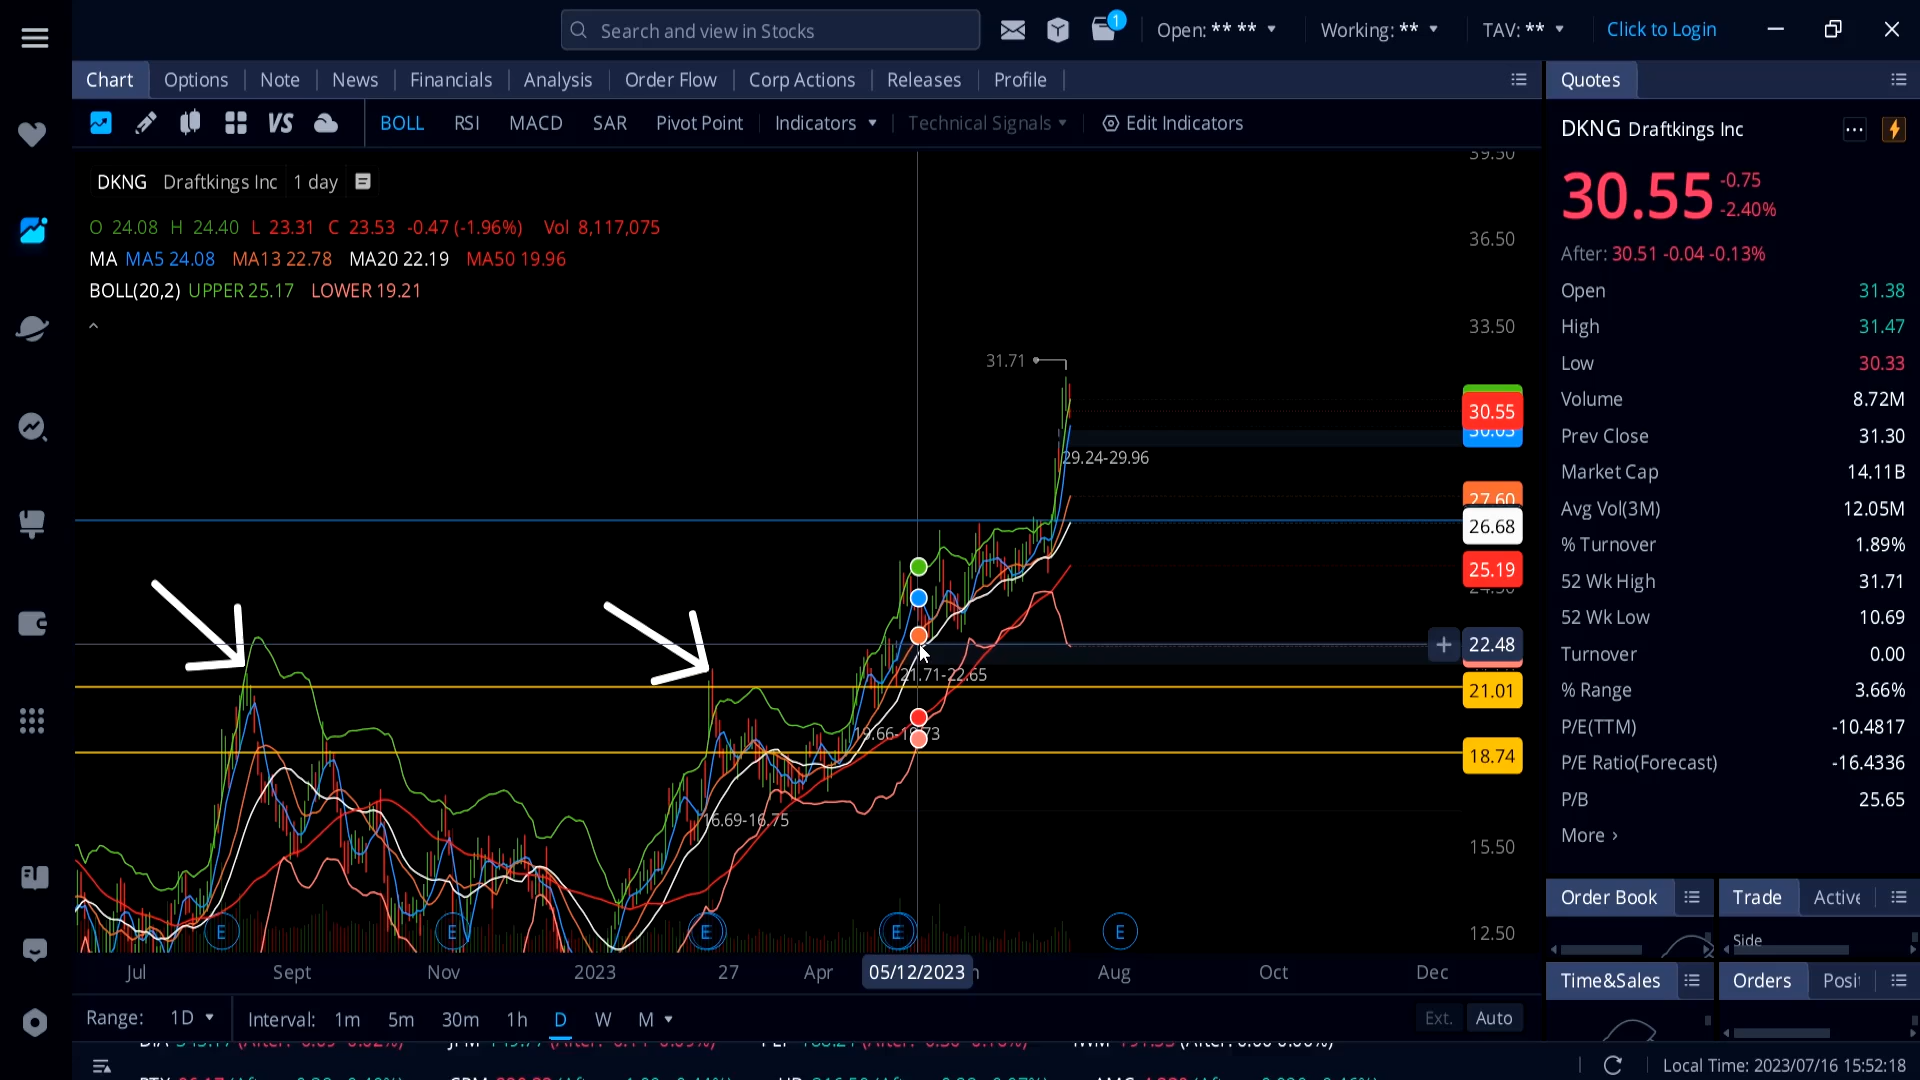 Search and view in Stocks
1
Open: ** **
Working: **
TAV: **
Click to Login
Chart Options Note News Financials Analysis Order Flow Corp Actions Releases Profile
Quotes
VS BOLL RSI MACD SAR Pivot Point Indicators Technical Signals Edit Indicators
DKNG Draftkings Inc
DKNG Draftkings Inc 1 day
O 24.08 H 24.40 L 23.31 C 23.53 -0.47 (-1.96%) Vol 8,117,075
MA MA5 24.08 MA13 22.78 MA20 22.19 MA50 19.96
BOLL(20,2) UPPER 25.17 LOWER 19.21
39.50
36.50
33.50
31.71
30.55
30.05
29.24-29.96
27.60
26.68
25.19
24.50
22.48
21.71-22.65
21.01
18.74
16.69-16.75
15.50
12.50
E E E E E
Jul Sept Nov 2023 27 Apr 05/12/2023 Aug Oct Dec
Range: 1D Interval: 1m 5m 30m 1h D W M
Ext. Auto
30.55 -0.75
-2.40%
After: 30.51 -0.04 -0.13%
Open 31.38
High 31.47
Low 30.33
Volume 8.72M
Prev Close 31.30
Market Cap 14.11B
Avg Vol(3M) 12.05M
% Turnover 1.89%
52 Wk High 31.71
52 Wk Low 10.69
Turnover 0.00
% Range 3.66%
P/E(TTM) -10.4817
P/E Ratio(Forecast) -16.4336
P/B 25.65
More ›
Order Book
Trade Active
Side
Time&Sales
Orders Posi
Local Time: 2023/07/16 15:52:18